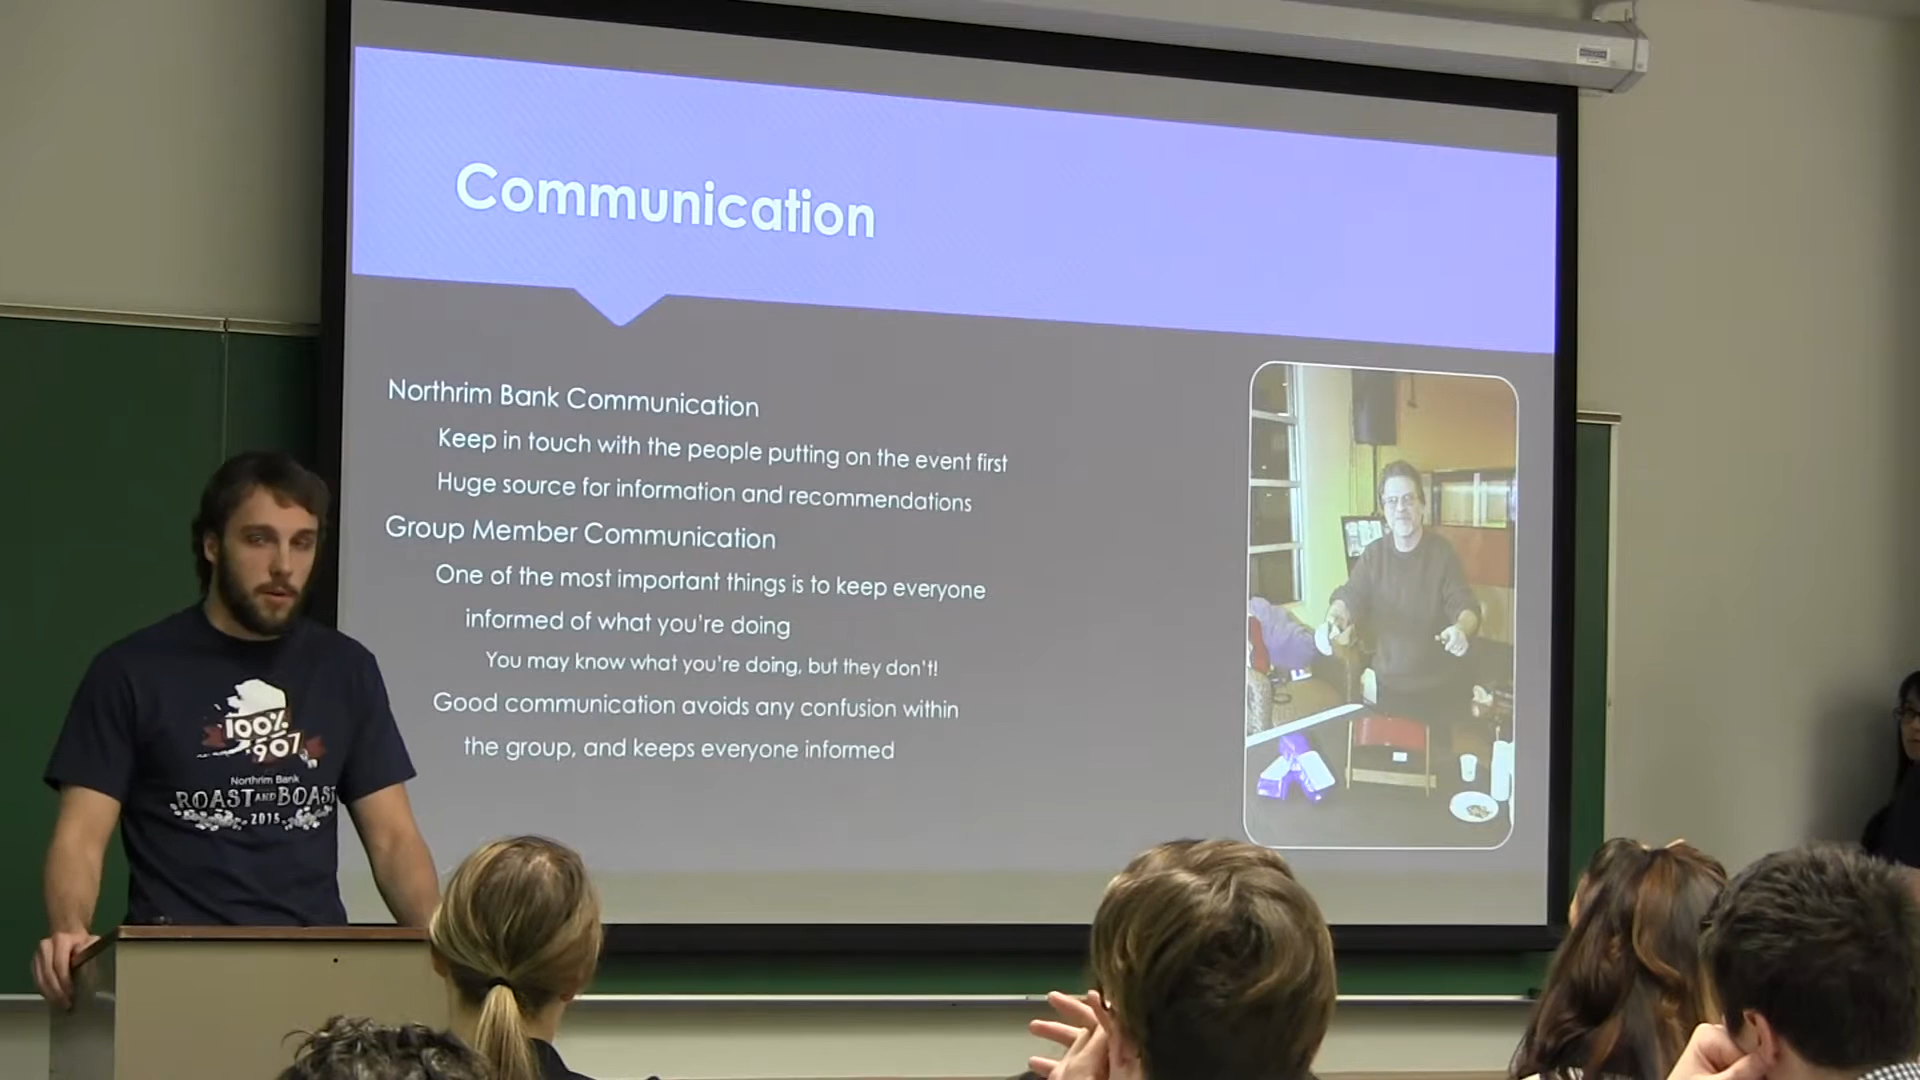 Communication
Northrim Bank Communication
Keep in touch with the people putting on the event first
Huge source for information and recommendations
Group Member Communication
One of the most important things is to keep everyone
informed of what you're doing
You may know what you're doing, but they don't!
Good communication avoids any confusion within
the group, and keeps everyone informed
100%
907
Northrim Bank
ROAST AND BOAST
2015